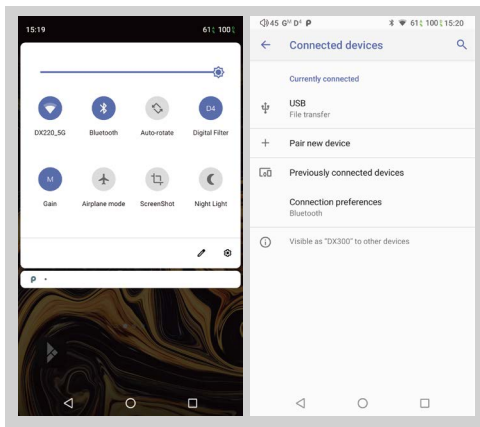 15:19
61 100
DX220_5G
Bluetooth
Auto-rotate
D4
Digital Filter
M
Gain
Airplane mode
ScreenShot
Night Light
45 GM D4 61 100 15:20
Connected devices
Currently connected
USB
File transfer
Pair new device
Previously connected devices
Connection preferences
Bluetooth
Visible as "DX300" to other devices